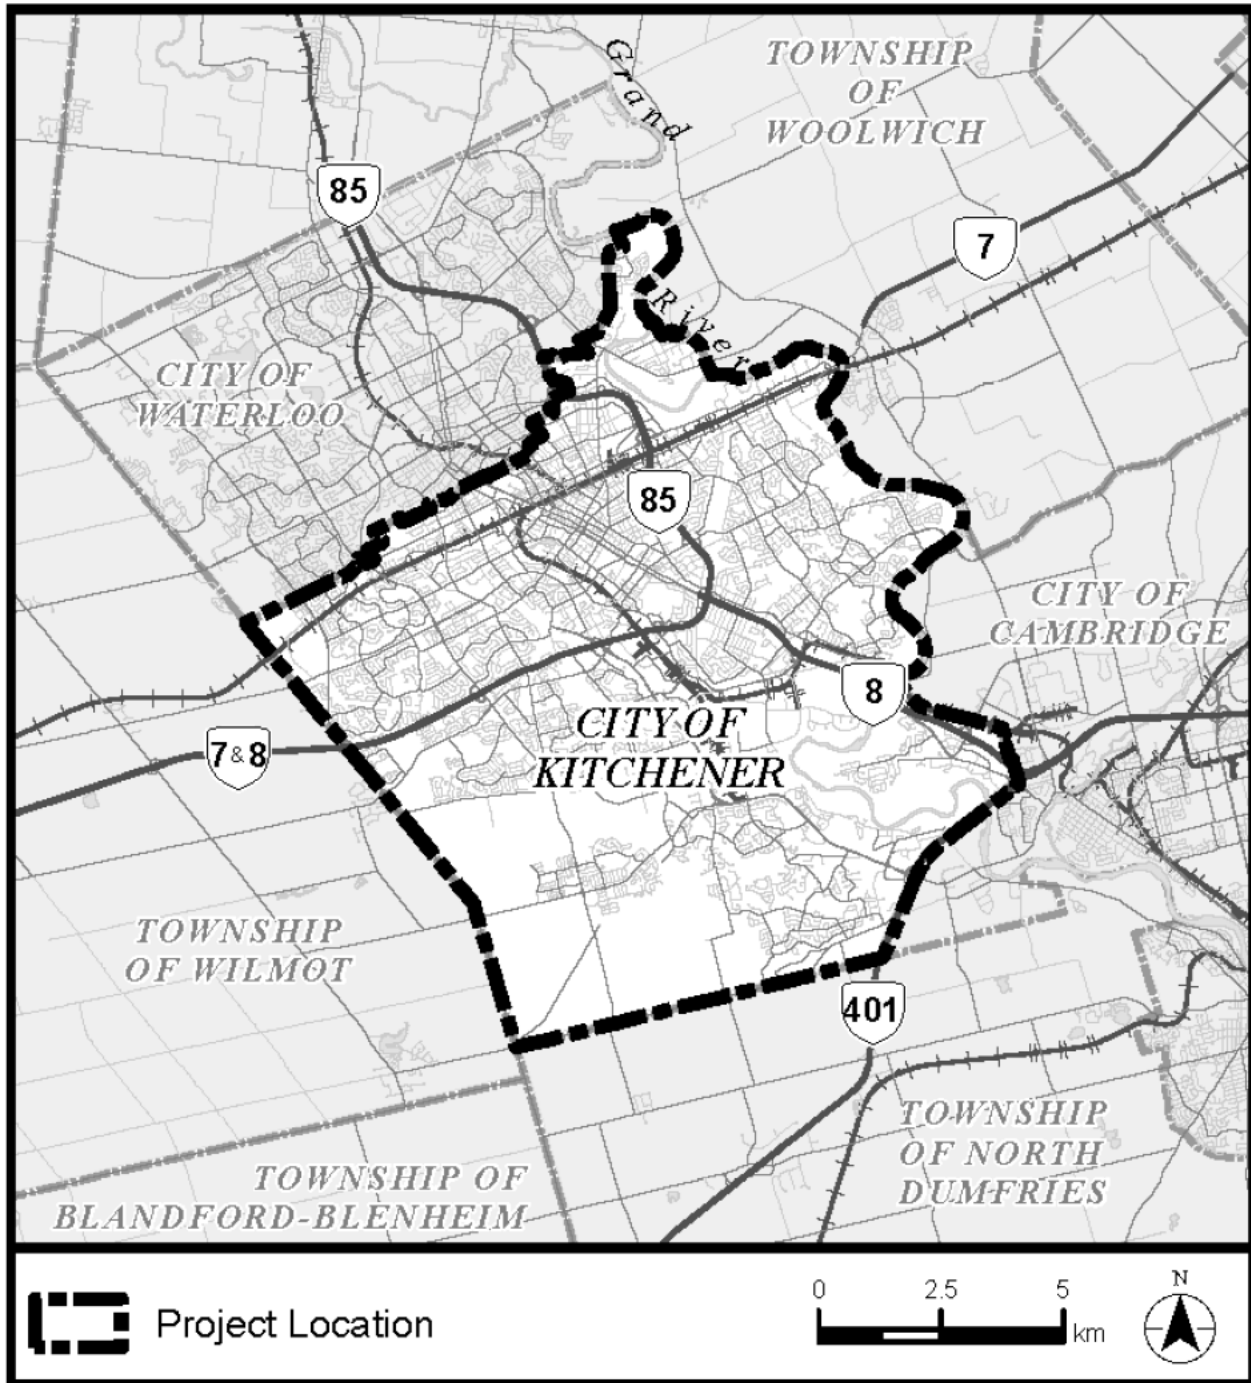 Grand
TOWNSHIP
OF
WOOLWICH
85
7
River
CITY OF
WATERLOO
85
CITY OF
CAMBRIDGE
8
CITY OF
KITCHENER
7&8
TOWNSHIP
OF WILMOT
401
TOWNSHIP
OF NORTH
DUMFRIES
TOWNSHIP OF
BLANDFORD-BLENHEIM
Project Location
0 2.5 5
km
N